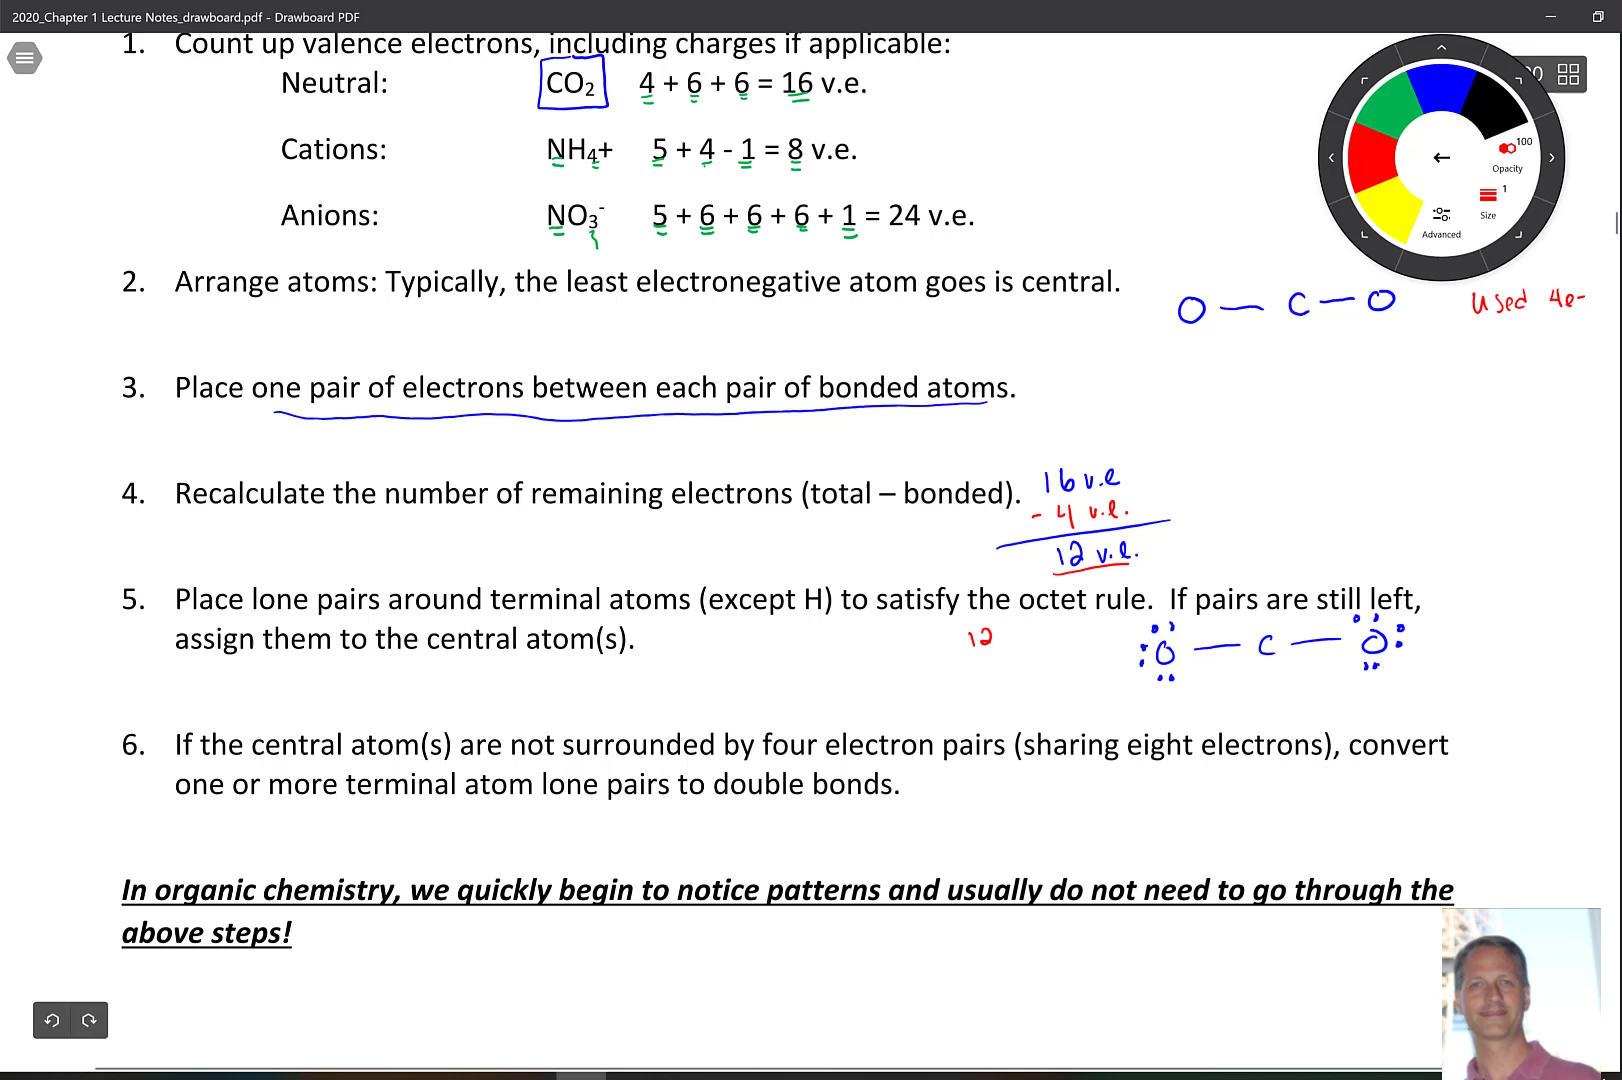 2020_Chapter 1 Lecture Notes_drawboard.pdf - Drawboard PDF
1. Count up valence electrons, including charges if applicable:
Neutral: CO2 4 + 6 + 6 = 16 v.e.
Cations: NH4+ 5 + 4 - 1 = 8 v.e.
Anions: NO3- 5 + 6 + 6 + 6 + 1 = 24 v.e.
100
Opacity
1
Size
Advanced
2. Arrange atoms: Typically, the least electronegative atom goes is central.
O — C — O used 4e-
3. Place one pair of electrons between each pair of bonded atoms.
4. Recalculate the number of remaining electrons (total – bonded).
16 v.e
- 4 v.e.
12 v.e.
5. Place lone pairs around terminal atoms (except H) to satisfy the octet rule. If pairs are still left,
assign them to the central atom(s).
12
:O — C — O:
6. If the central atom(s) are not surrounded by four electron pairs (sharing eight electrons), convert
one or more terminal atom lone pairs to double bonds.
In organic chemistry, we quickly begin to notice patterns and usually do not need to go through the
above steps!